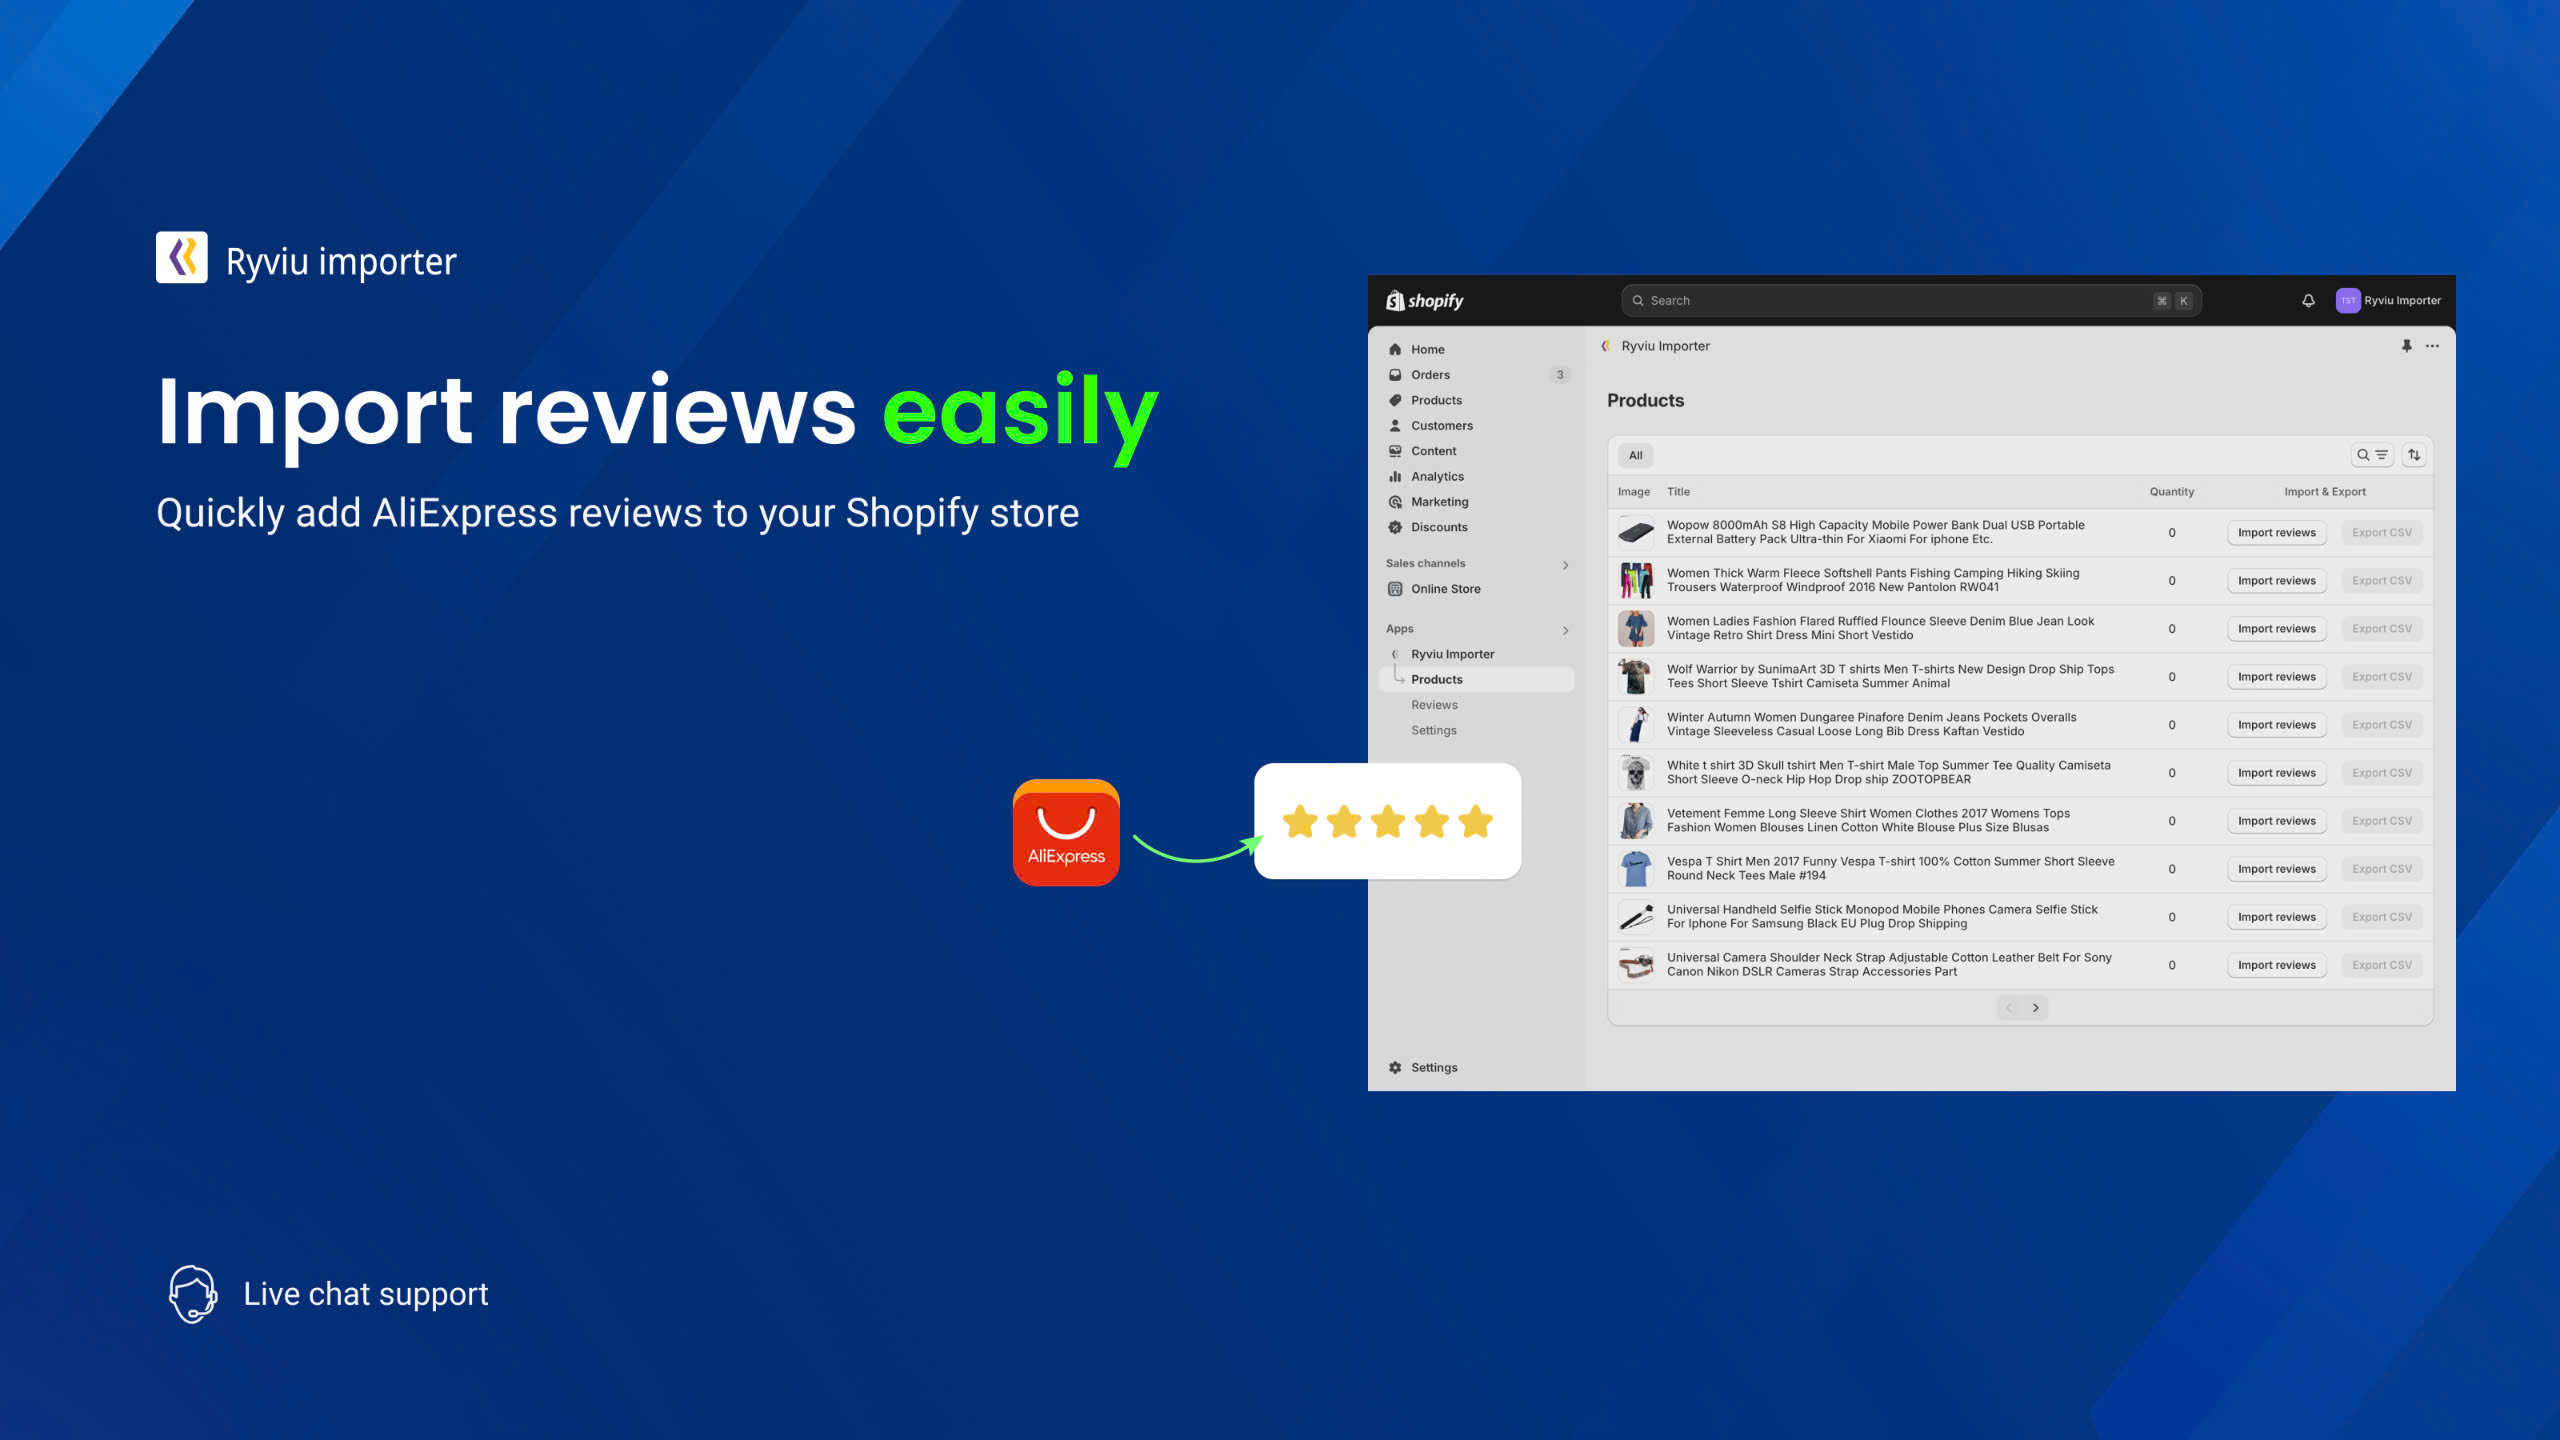 Ryviu importer
Import reviews easily
Quickly add AliExpress reviews to your Shopify store
AliExpress
Live chat support
shopify
Search
⌘ K
TST
Ryviu Importer
Home
Orders
3
Products
Customers
Content
Analytics
Marketing
Discounts
Sales channels
Online Store
Apps
Ryviu Importer
Products
Reviews
Settings
Settings
Ryviu Importer
Products
All
Image Title Quantity Import & Export
Wopow 8000mAh S8 High Capacity Mobile Power Bank Dual USB Portable
External Battery Pack Ultra-thin For Xiaomi For iphone Etc.
0 Import reviews Export CSV
Women Thick Warm Fleece Softshell Pants Fishing Camping Hiking Skiing
Trousers Waterproof Windproof 2016 New Pantolon RW041
0 Import reviews Export CSV
Women Ladies Fashion Flared Ruffled Flounce Sleeve Denim Blue Jean Look
Vintage Retro Shirt Dress Mini Short Vestido
0 Import reviews Export CSV
Wolf Warrior by SunimaArt 3D T shirts Men T-shirts New Design Drop Ship Tops
Tees Short Sleeve Tshirt Camiseta Summer Animal
0 Import reviews Export CSV
Winter Autumn Women Dungaree Pinafore Denim Jeans Pockets Overalls
Vintage Sleeveless Casual Loose Long Bib Dress Kaftan Vestido
0 Import reviews Export CSV
White t shirt 3D Skull tshirt Men T-shirt Male Top Summer Tee Quality Camiseta
Short Sleeve O-neck Hip Hop Drop ship ZOOTOPBEAR
0 Import reviews Export CSV
Vetement Femme Long Sleeve Shirt Women Clothes 2017 Womens Tops
Fashion Women Blouses Linen Cotton White Blouse Plus Size Blusas
0 Import reviews Export CSV
Vespa T Shirt Men 2017 Funny Vespa T-shirt 100% Cotton Summer Short Sleeve
Round Neck Tees Male #194
0 Import reviews Export CSV
Universal Handheld Selfie Stick Monopod Mobile Phones Camera Selfie Stick
For Iphone For Samsung Black EU Plug Drop Shipping
0 Import reviews Export CSV
Universal Camera Shoulder Neck Strap Adjustable Cotton Leather Belt For Sony
Canon Nikon DSLR Cameras Strap Accessories Part
0 Import reviews Export CSV